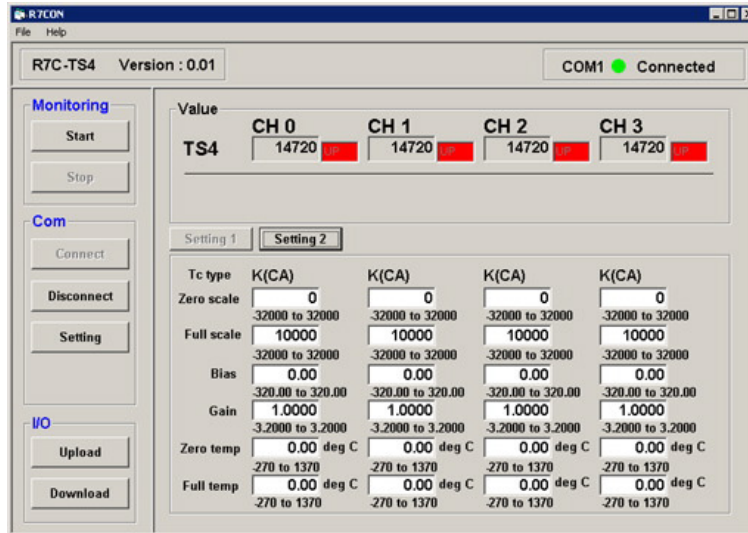 R7CON
File Help
R7C-TS4 Version : 0.01
COM1 Connected
Monitoring
Start
Stop
Com
Connect
Disconnect
Setting
I/O
Upload
Download
Value
CH 0 CH 1 CH 2 CH 3
TS4 14720 UP 14720 UP 14720 UP 14720 UP
Setting 1 Setting 2
Tc type K(CA) K(CA) K(CA) K(CA)
Zero scale 0 0 0 0
-32000 to 32000 -32000 to 32000 -32000 to 32000 -32000 to 32000
Full scale 10000 10000 10000 10000
-32000 to 32000 -32000 to 32000 -32000 to 32000 -32000 to 32000
Bias 0.00 0.00 0.00 0.00
-320.00 to 320.00 -320.00 to 320.00 -320.00 to 320.00 -320.00 to 320.00
Gain 1.0000 1.0000 1.0000 1.0000
-3.2000 to 3.2000 -3.2000 to 3.2000 -3.2000 to 3.2000 -3.2000 to 3.2000
Zero temp 0.00 deg C 0.00 deg C 0.00 deg C 0.00 deg C
-270 to 1370 -270 to 1370 -270 to 1370 -270 to 1370
Full temp 0.00 deg C 0.00 deg C 0.00 deg C 0.00 deg C
-270 to 1370 -270 to 1370 -270 to 1370 -270 to 1370